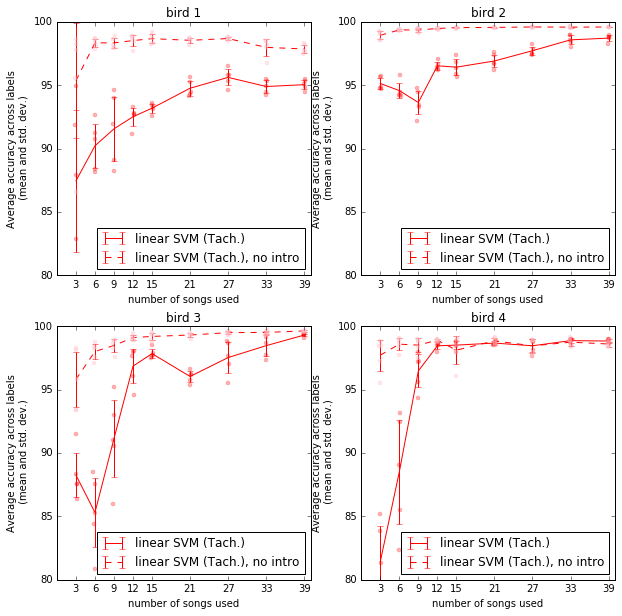 bird 1
100
95
90
85
80
Average accuracy across labels
(mean and std. dev.)
linear SVM (Tach.)
linear SVM (Tach.), no intro
3 6 9 12 15 21 27 33 39
number of songs used
bird 2
100
95
90
85
80
Average accuracy across labels
(mean and std. dev.)
linear SVM (Tach.)
linear SVM (Tach.), no intro
3 6 9 12 15 21 27 33 39
number of songs used
bird 3
100
95
90
85
80
Average accuracy across labels
(mean and std. dev.)
linear SVM (Tach.)
linear SVM (Tach.), no intro
3 6 9 12 15 21 27 33 39
number of songs used
bird 4
100
95
90
85
80
Average accuracy across labels
(mean and std. dev.)
linear SVM (Tach.)
linear SVM (Tach.), no intro
3 6 9 12 15 21 27 33 39
number of songs used